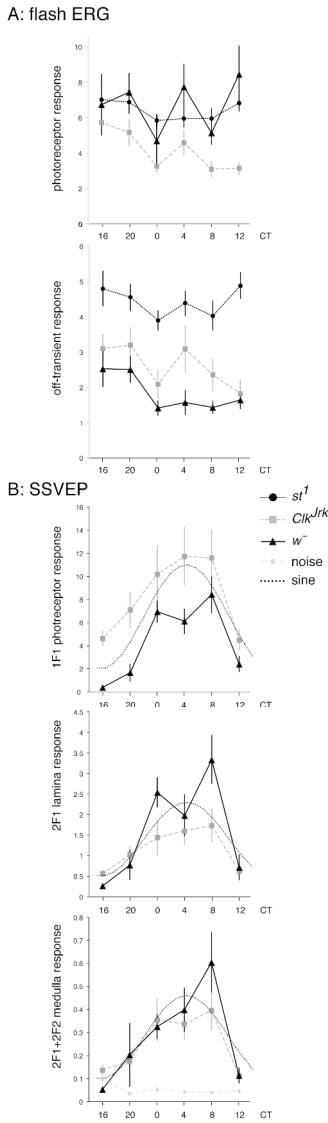 A: flash ERG
photoreceptor response
10
8
6
4
2
0
16 20 0 4 8 12 CT
off-transient response
6
5
4
3
2
1
0
16 20 0 4 8 12 CT
B: SSVEP
st1
ClkJrk
w-
noise
sine
1F1 photreceptor response
16
14
12
10
8
6
4
2
0
16 20 0 4 8 12 CT
2F1 lamina response
4.5
4
3.5
3
2.5
2
1.5
1
0.5
0
16 20 0 4 8 12 CT
2F1+2F2 medulla response
0.8
0.7
0.6
0.5
0.4
0.3
0.2
0.1
0
16 20 0 4 8 12 CT